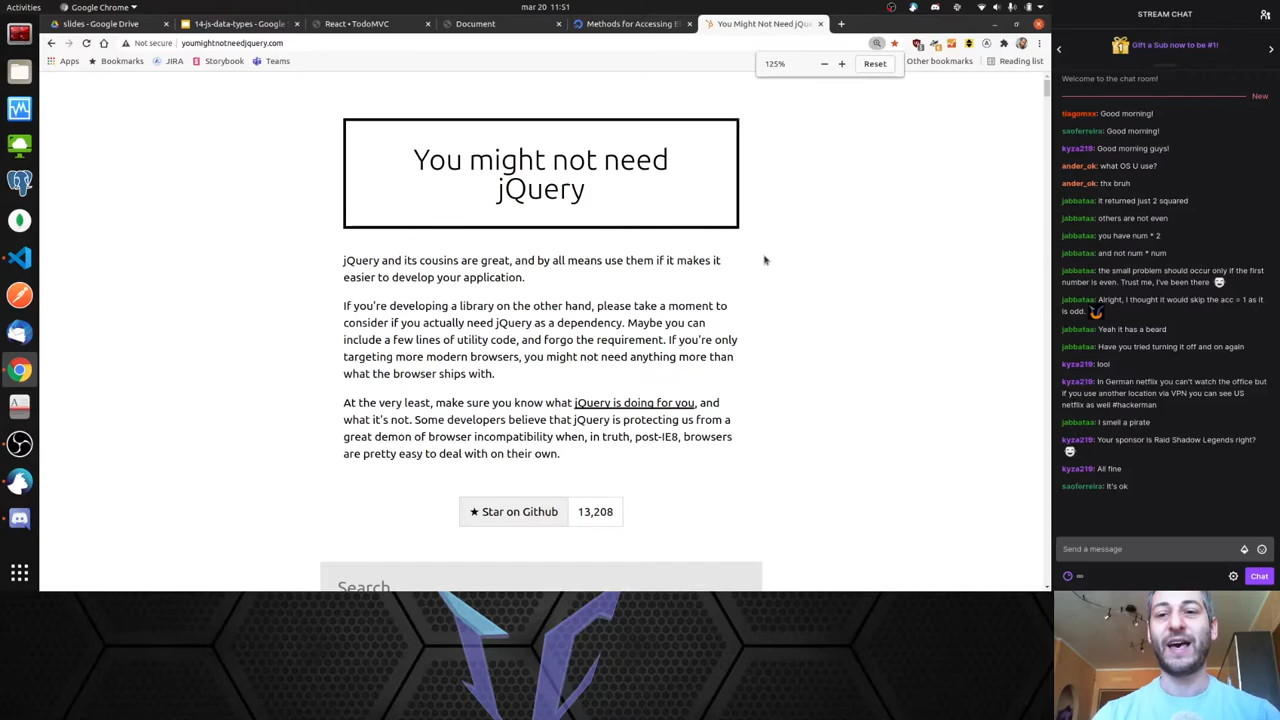 Activities
Google Chrome
mar 20 11:51
slides - Google Drive
14-js-data-types - Google S
React • TodoMVC
Document
Methods for Accessing El
You Might Not Need jQu
Not secure
youmightnotneedjquery.com
Apps
Bookmarks
JIRA
Storybook
Teams
Other bookmarks
Reading list
125%
Reset
You might not need
jQuery
jQuery and its cousins are great, and by all means use them if it makes it
easier to develop your application.
If you're developing a library on the other hand, please take a moment to
consider if you actually need jQuery as a dependency. Maybe you can
include a few lines of utility code, and forgo the requirement. If you're only
targeting more modern browsers, you might not need anything more than
what the browser ships with.
At the very least, make sure you know what jQuery is doing for you, and
what it's not. Some developers believe that jQuery is protecting us from a
great demon of browser incompatibility when, in truth, post-IE8, browsers
are pretty easy to deal with on their own.
★ Star on Github
13,208
Search
STREAM CHAT
Gift a Sub now to be #1!
Welcome to the chat room!
New
tiagomxx: Good morning!
saoferreira: Good morning!
kyza219: Good morning guys!
ander_ok: what OS U use?
ander_ok: thx bruh
jabbataa: it returned just 2 squared
jabbataa: others are not even
jabbataa: you have num * 2
jabbataa: and not num * num
jabbataa: the small problem should occur only if the first
number is even. Trust me, I've been there
jabbataa: Alright, I thought it would skip the acc = 1 as it
is odd.
jabbataa: Yeah it has a beard
jabbataa: Have you tried turning it off and on again
kyza219: lool
kyza219: In German netflix you can't watch the office but
if you use another location via VPN you can see US
netflix as well #hackerman
jabbataa: I smell a pirate
kyza219: Your sponsor is Raid Shadow Legends right?
kyza219: All fine
saoferreira: It's ok
Send a message
∞
Chat